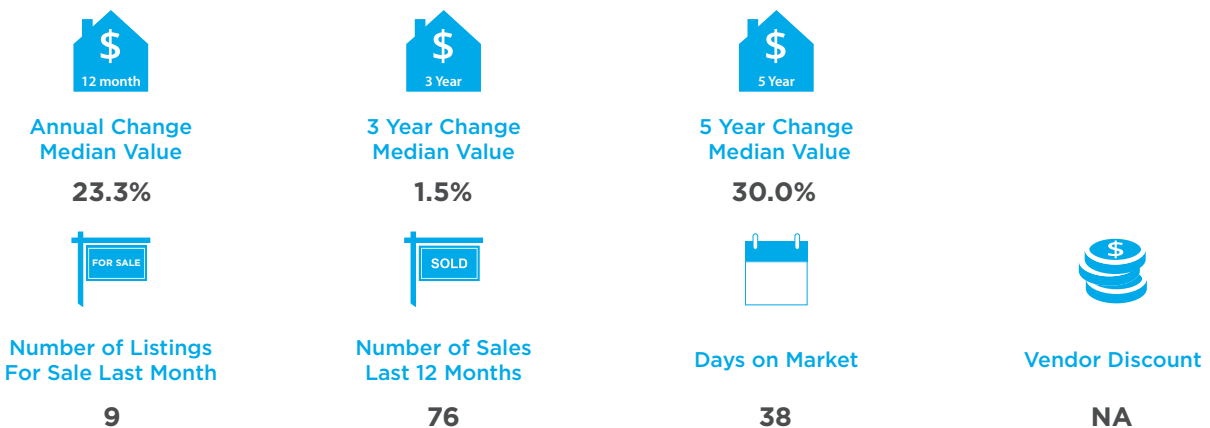 $
12 month
Annual Change
Median Value
23.3%
$
3 Year
3 Year Change
Median Value
1.5%
$
5 Year
5 Year Change
Median Value
30.0%
FOR SALE
Number of Listings
For Sale Last Month
9
SOLD
Number of Sales
Last 12 Months
76
Days on Market
38
$
Vendor Discount
NA